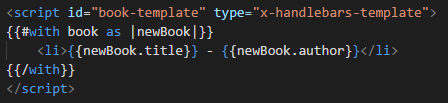 <script id="book-template" type="x-handlebars-template">
{{#with book as |newBook|}}
    <li>{{newBook.title}} - {{newBook.author}}</li>
{{/with}}
</script>